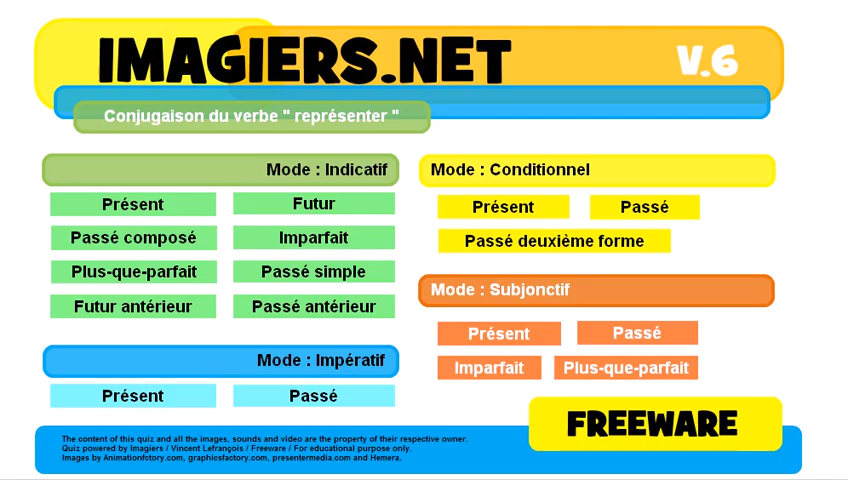 IMAGIERS.NET
V.6
Conjugaison du verbe " représenter "
Mode : Indicatif
Présent
Futur
Passé composé
Imparfait
Plus-que-parfait
Passé simple
Futur antérieur
Passé antérieur
Mode : Impératif
Présent
Passé
Mode : Conditionnel
Présent
Passé
Passé deuxième forme
Mode : Subjonctif
Présent
Passé
Imparfait
Plus-que-parfait
FREEWARE
The content of this quiz and all the images, sounds and video are the property of their respective owner.
Quiz powered by Imagiers / Vincent Lefrançois / Freeware / For educational purpose only.
Images by Animationfotory.com, graphicsfactory.com, presentermedia.com and Hemera.